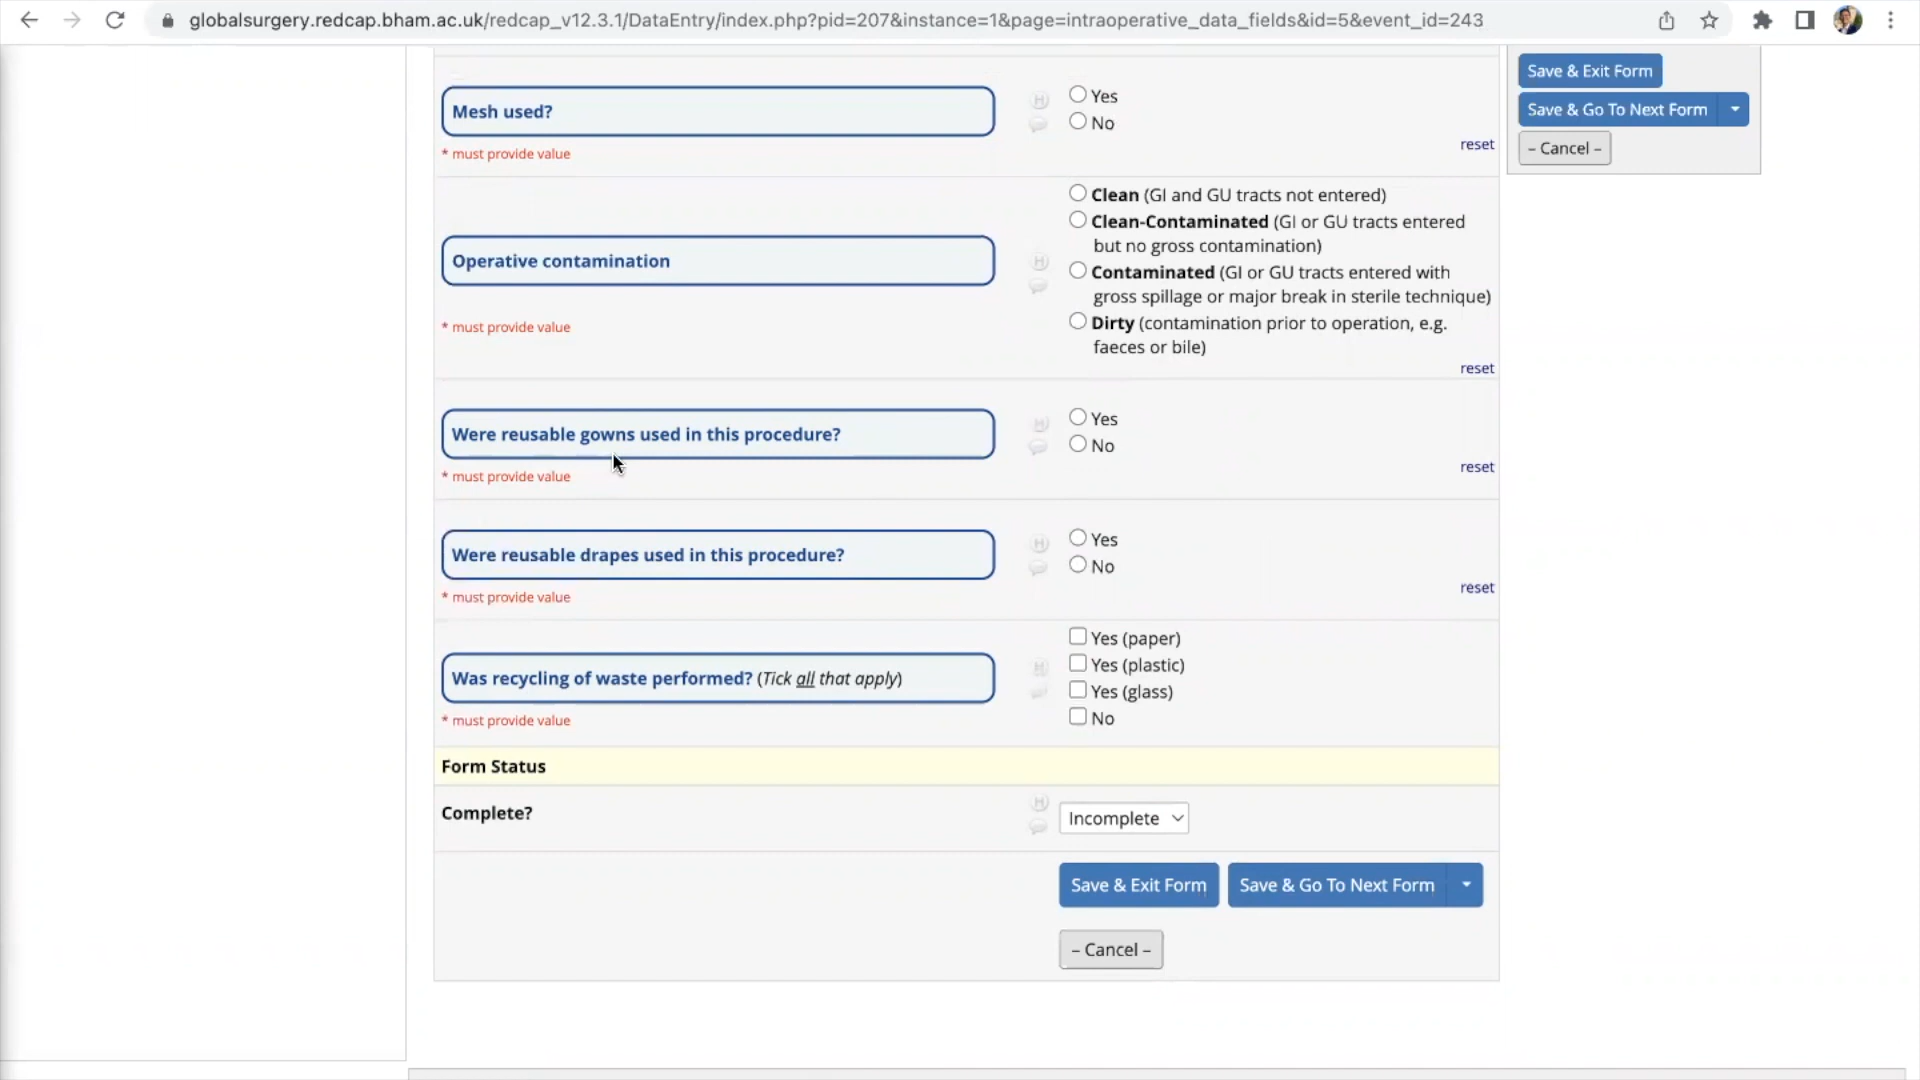 globalsurgery.redcap.bham.ac.uk/redcap_v12.3.1/DataEntry/index.php?pid=207&instance=1&page=intraoperative_data_fields&id=5&event_id=243
Save & Exit Form
Save & Go To Next Form
– Cancel –
Mesh used?
* must provide value
H
Yes
No
reset
Operative contamination
* must provide value
H
Clean (GI and GU tracts not entered)
Clean-Contaminated (GI or GU tracts entered
but no gross contamination)
Contaminated (GI or GU tracts entered with
gross spillage or major break in sterile technique)
Dirty (contamination prior to operation, e.g.
faeces or bile)
reset
Were reusable gowns used in this procedure?
* must provide value
H
Yes
No
reset
Were reusable drapes used in this procedure?
* must provide value
H
Yes
No
reset
Was recycling of waste performed? (Tick all that apply)
* must provide value
H
Yes (paper)
Yes (plastic)
Yes (glass)
No
Form Status
Complete?
H
Incomplete
Save & Exit Form
Save & Go To Next Form
– Cancel –